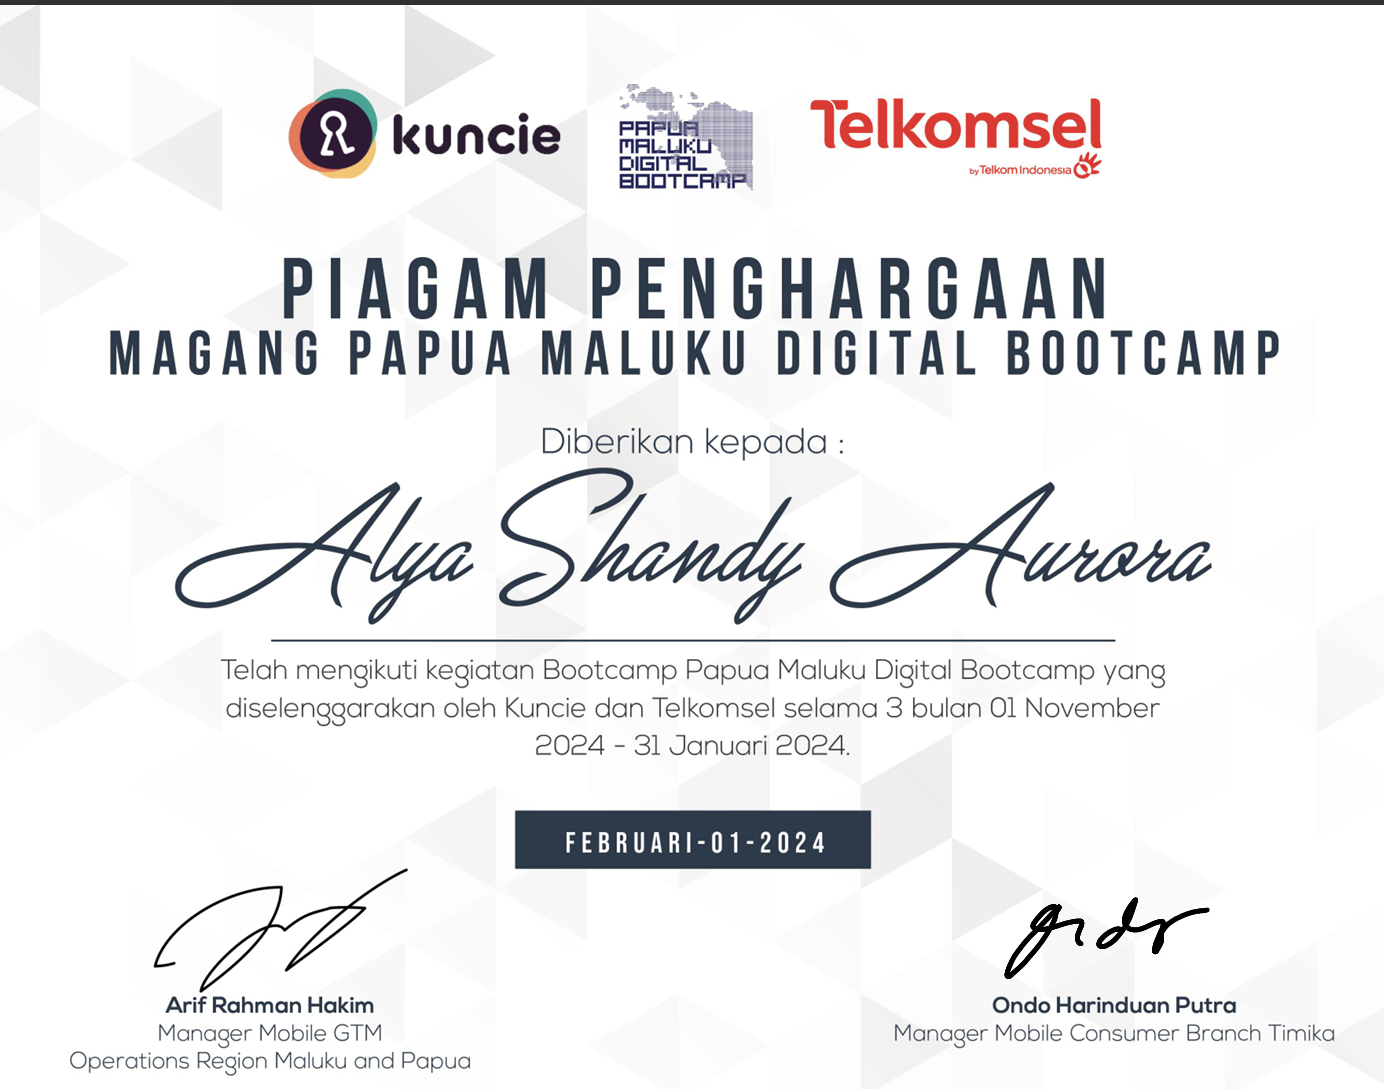 kuncie
PAPUA
MALUKU
DIGITAL
BOOTCAMP
Telkomsel
by Telkom Indonesia
PIAGAM PENGHARGAAN
MAGANG PAPUA MALUKU DIGITAL BOOTCAMP
Diberikan kepada :
Alya Shandy Aurora
Telah mengikuti kegiatan Bootcamp Papua Maluku Digital Bootcamp yang
diselenggarakan oleh Kuncie dan Telkomsel selama 3 bulan 01 November
2024 - 31 Januari 2024.
FEBRUARI-01-2024
Arif Rahman Hakim
Manager Mobile GTM
Operations Region Maluku and Papua
Ondo Harinduan Putra
Manager Mobile Consumer Branch Timika